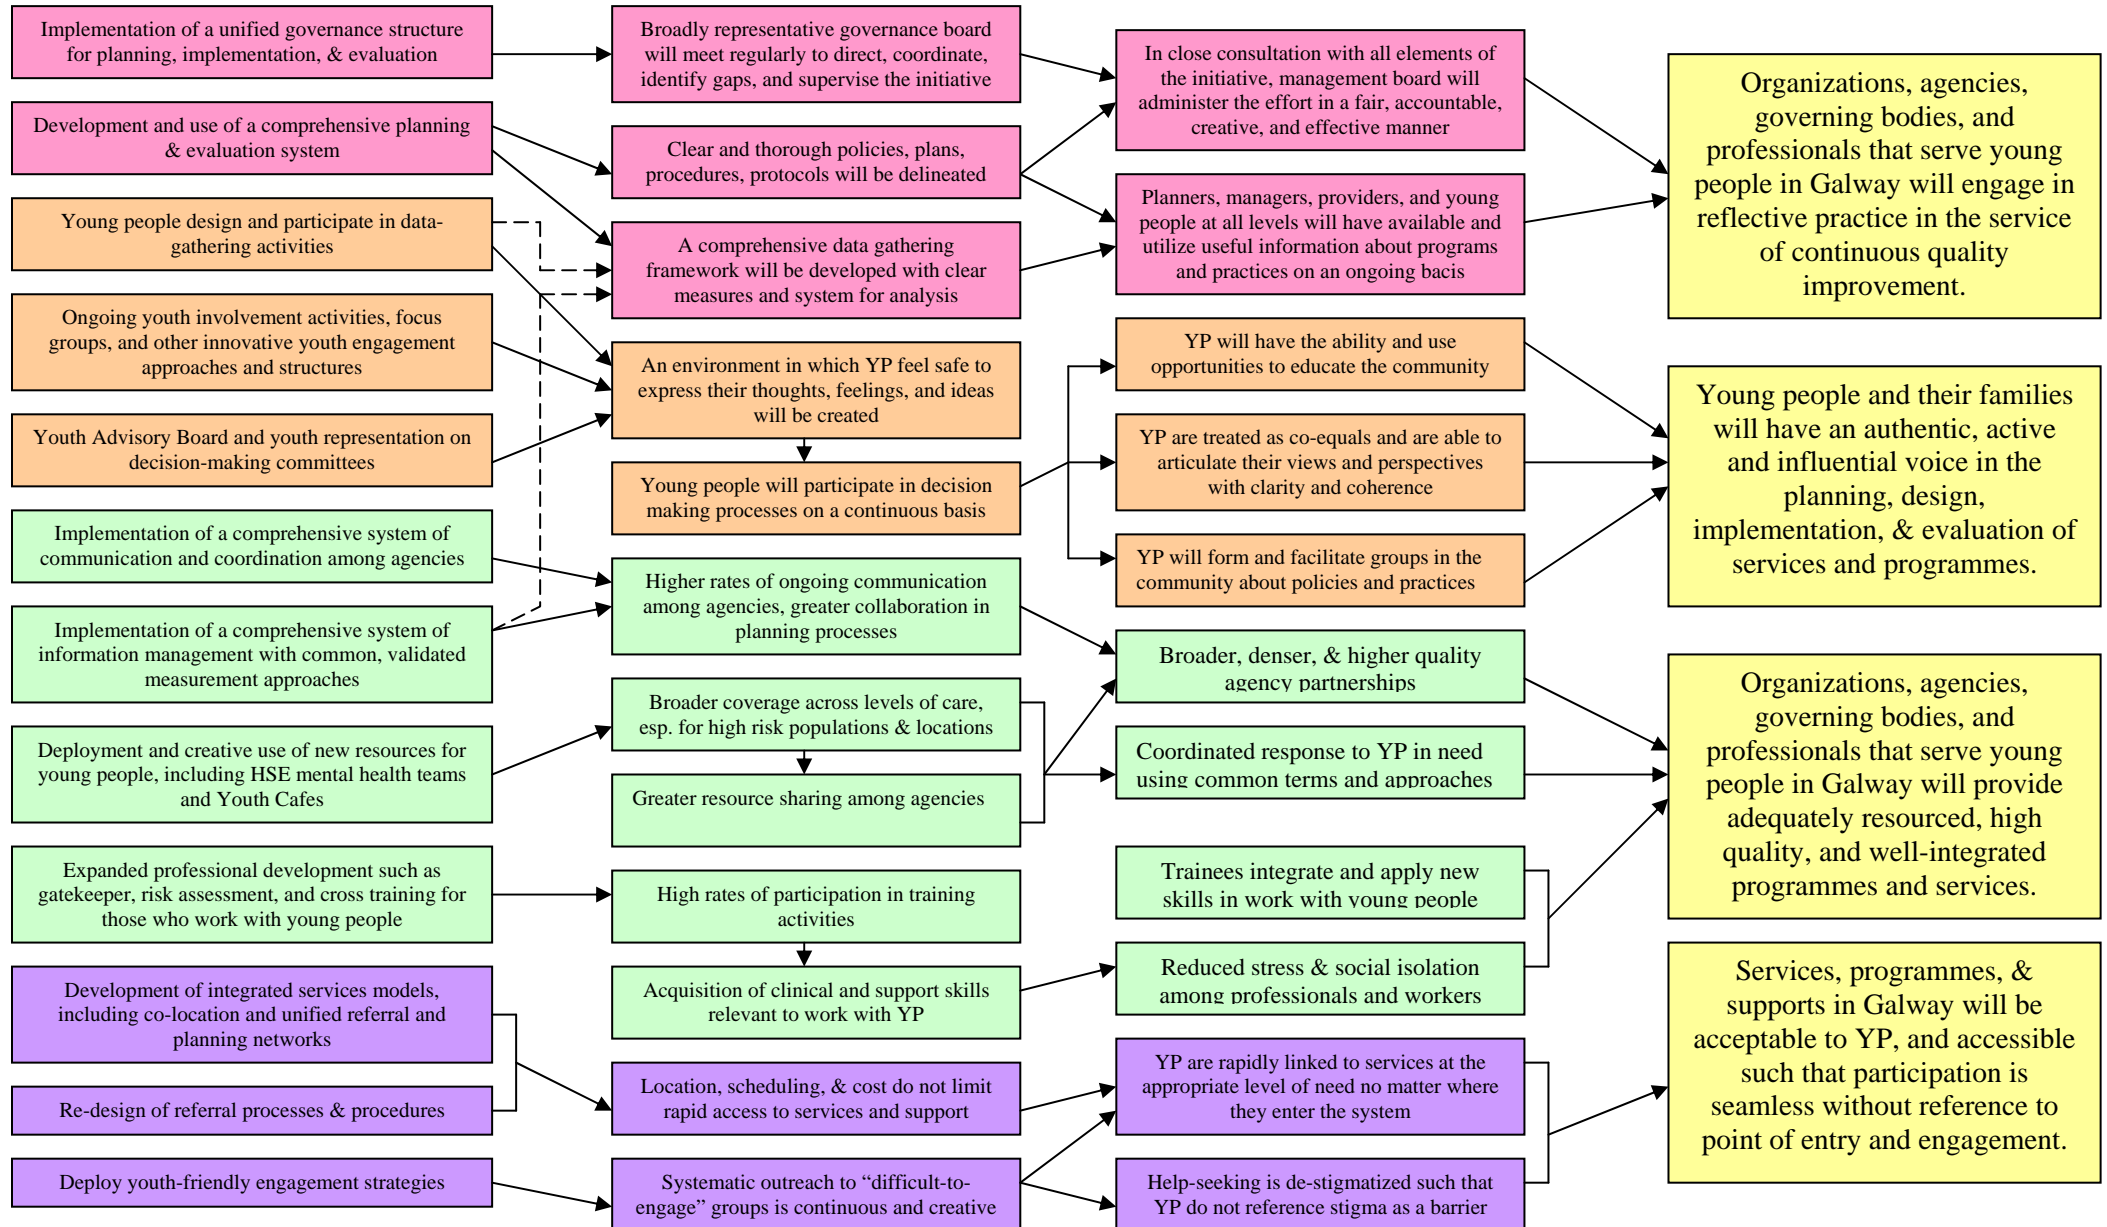 Implementation of a unified governance structure
for planning, implementation, & evaluation
Development and use of a comprehensive planning
& evaluation system
Young people design and participate in data-
gathering activities
Ongoing youth involvement activities, focus
groups, and other innovative youth engagement
approaches and structures
Youth Advisory Board and youth representation on
decision-making committees
Implementation of a comprehensive system of
communication and coordination among agencies
Implementation of a comprehensive system of
information management with common, validated
measurement approaches
Deployment and creative use of new resources for
young people, including HSE mental health teams
and Youth Cafes
Expanded professional development such as
gatekeeper, risk assessment, and cross training for
those who work with young people
Development of integrated services models,
including co-location and unified referral and
planning networks
Re-design of referral processes & procedures
Deploy youth-friendly engagement strategies
Broadly representative governance board
will meet regularly to direct, coordinate,
identify gaps, and supervise the initiative
Clear and thorough policies, plans,
procedures, protocols will be delineated
A comprehensive data gathering
framework will be developed with clear
measures and system for analysis
An environment in which YP feel safe to
express their thoughts, feelings, and ideas
will be created
Young people will participate in decision
making processes on a continuous basis
Higher rates of ongoing communication
among agencies, greater collaboration in
planning processes
Broader coverage across levels of care,
esp. for high risk populations & locations
Greater resource sharing among agencies
High rates of participation in training
activities
Acquisition of clinical and support skills
relevant to work with YP
Location, scheduling, & cost do not limit
rapid access to services and support
Systematic outreach to “difficult-to-
engage” groups is continuous and creative
In close consultation with all elements of
the initiative, management board will
administer the effort in a fair, accountable,
creative, and effective manner
Planners, managers, providers, and young
people at all levels will have available and
utilize useful information about programs
and practices on an ongoing bacis
YP will have the ability and use
opportunities to educate the community
YP are treated as co-equals and are able to
articulate their views and perspectives
with clarity and coherence
YP will form and facilitate groups in the
community about policies and practices
Broader, denser, & higher quality
agency partnerships
Coordinated response to YP in need
using common terms and approaches
Trainees integrate and apply new
skills in work with young people
Reduced stress & social isolation
among professionals and workers
YP are rapidly linked to services at the
appropriate level of need no matter where
they enter the system
Help-seeking is de-stigmatized such that
YP do not reference stigma as a barrier
Organizations, agencies,
governing bodies, and
professionals that serve young
people in Galway will engage in
reflective practice in the service
of continuous quality
improvement.
Young people and their families
will have an authentic, active
and influential voice in the
planning, design,
implementation, & evaluation of
services and programmes.
Organizations, agencies,
governing bodies, and
professionals that serve young
people in Galway will provide
adequately resourced, high
quality, and well-integrated
programmes and services.
Services, programmes, &
supports in Galway will be
acceptable to YP, and accessible
such that participation is
seamless without reference to
point of entry and engagement.